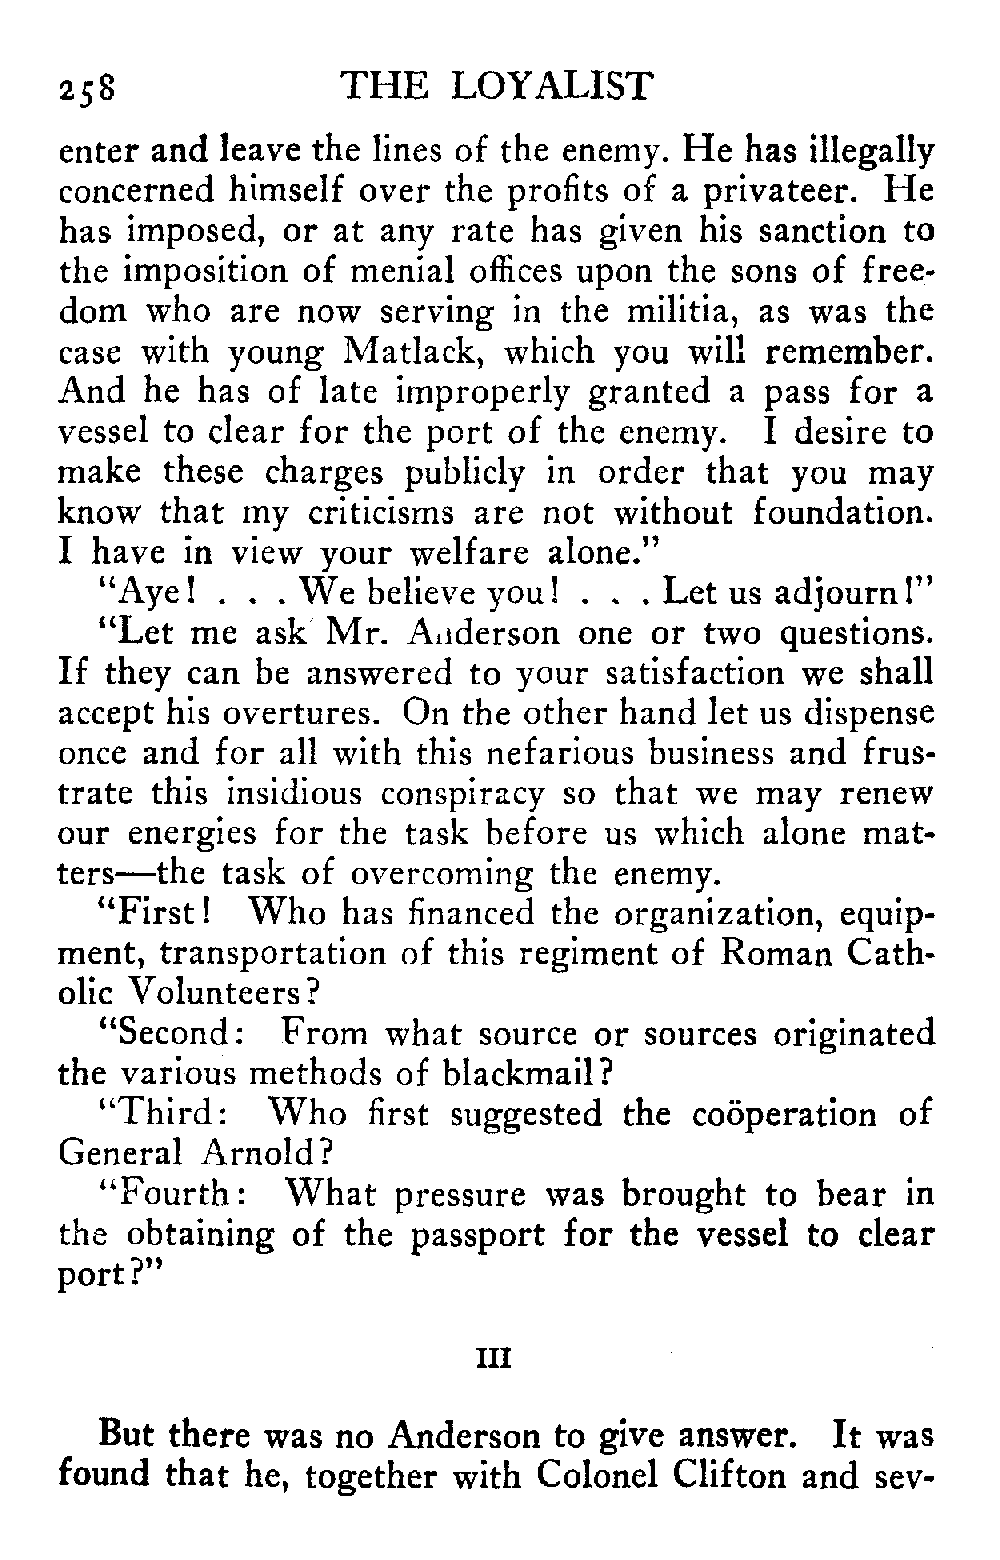 258 THE LOYALIST
enter and leave the lines of the enemy. He has illegally
concerned himself over the profits of a privateer. He
has imposed, or at any rate has given his sanction to
the imposition of menial offices upon the sons of free-
dom who are now serving in the militia, as was the
case with young Matlack, which you will remember.
And he has of late improperly granted a pass for a
vessel to clear for the port of the enemy. I desire to
make these charges publicly in order that you may
know that my criticisms are not without foundation.
I have in view your welfare alone."
"Aye! . . . We believe you! . . . Let us adjourn!"
"Let me ask Mr. Anderson one or two questions.
If they can be answered to your satisfaction we shall
accept his overtures. On the other hand let us dispense
once and for all with this nefarious business and frus-
trate this insidious conspiracy so that we may renew
our energies for the task before us which alone mat-
ters—the task of overcoming the enemy.
"First! Who has financed the organization, equip-
ment, transportation of this regiment of Roman Cath-
olic Volunteers?
"Second: From what source or sources originated
the various methods of blackmail?
"Third: Who first suggested the coöperation of
General Arnold?
"Fourth: What pressure was brought to bear in
the obtaining of the passport for the vessel to clear
port?"
III
But there was no Anderson to give answer. It was
found that he, together with Colonel Clifton and sev-